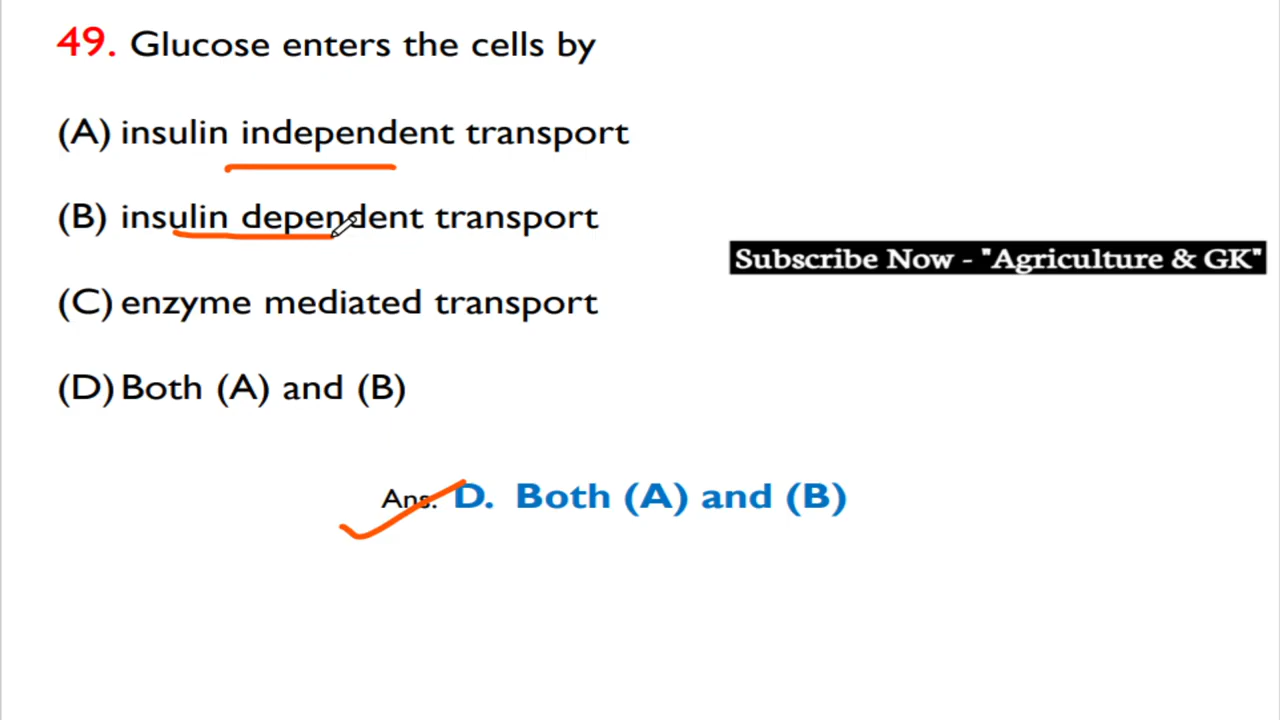 49. Glucose enters the cells by
(A) insulin independent transport
(B) insulin dependent transport
Subscribe Now - "Agriculture & GK"
(C) enzyme mediated transport
(D) Both (A) and (B)
Ans. D. Both (A) and (B)